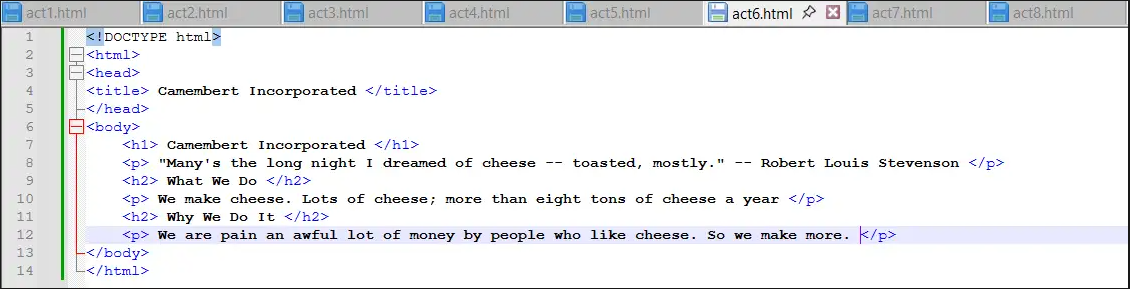 act1.html act2.html act3.html act4.html act5.html act6.html act7.html act8.html
1 <!DOCTYPE html>
2 <html>
3 <head>
4 <title> Camembert Incorporated </title>
5 </head>
6 <body>
7 <h1> Camembert Incorporated </h1>
8 <p> "Many's the long night I dreamed of cheese -- toasted, mostly." -- Robert Louis Stevenson </p>
9 <h2> What We Do </h2>
10 <p> We make cheese. Lots of cheese; more than eight tons of cheese a year </p>
11 <h2> Why We Do It </h2>
12 <p> We are pain an awful lot of money by people who like cheese. So we make more. </p>
13 </body>
14 </html>